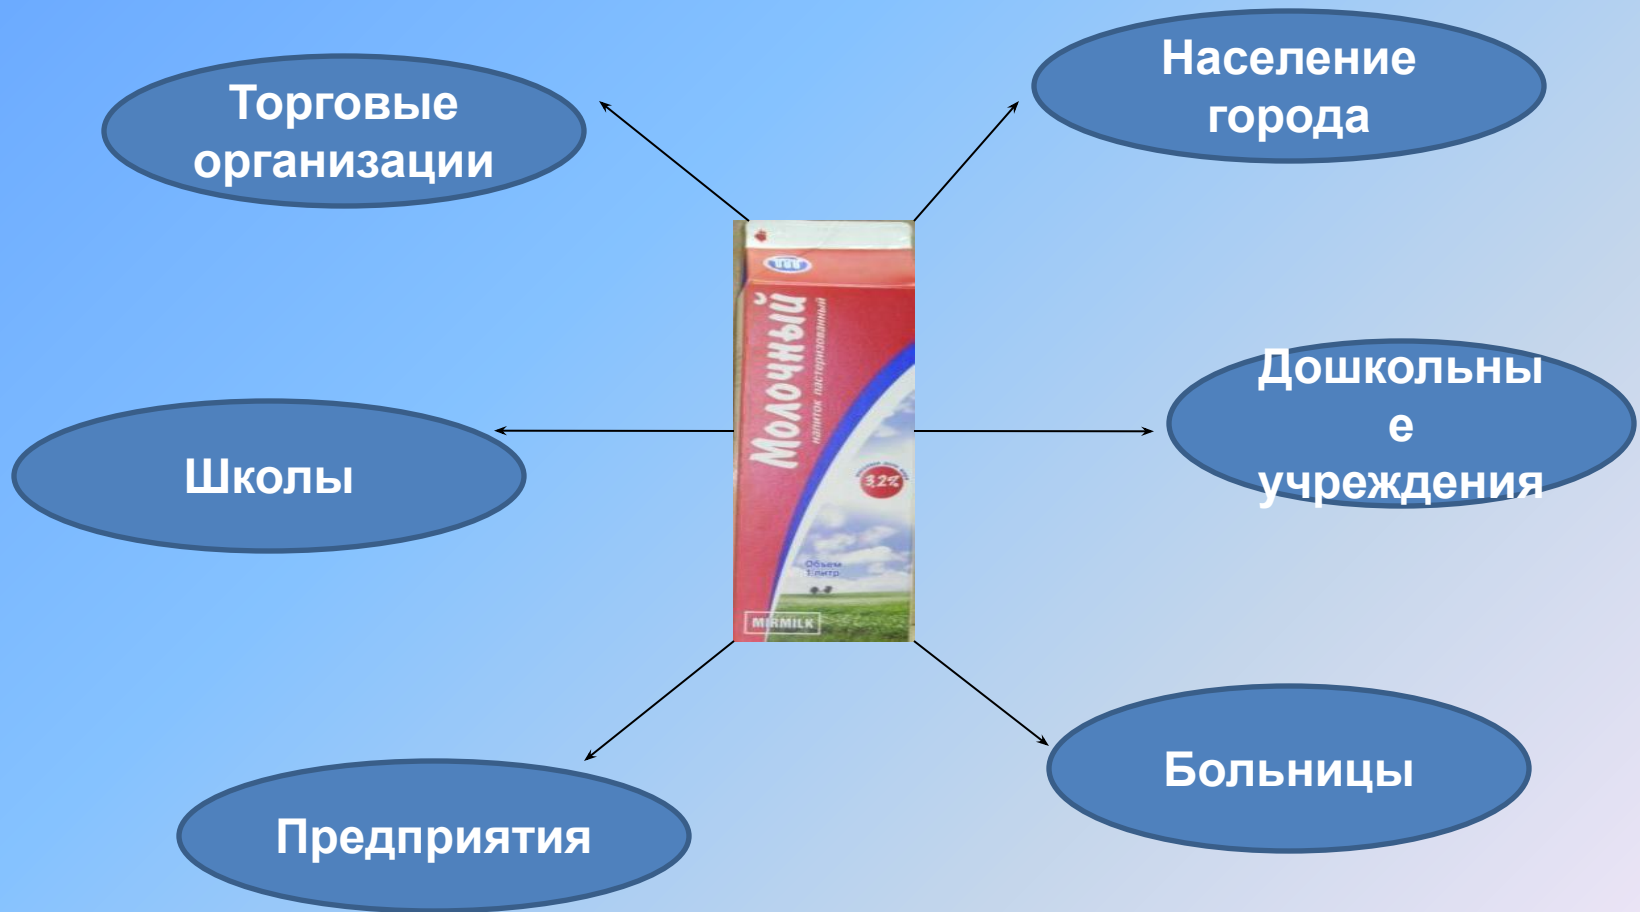 Торговые
организации
Население
города
Молочный
напиток пастеризованный
3,2%
Объем
1 литр
MIRMILK
Школы
Дошкольны
е
учреждения
Предприятия
Больницы